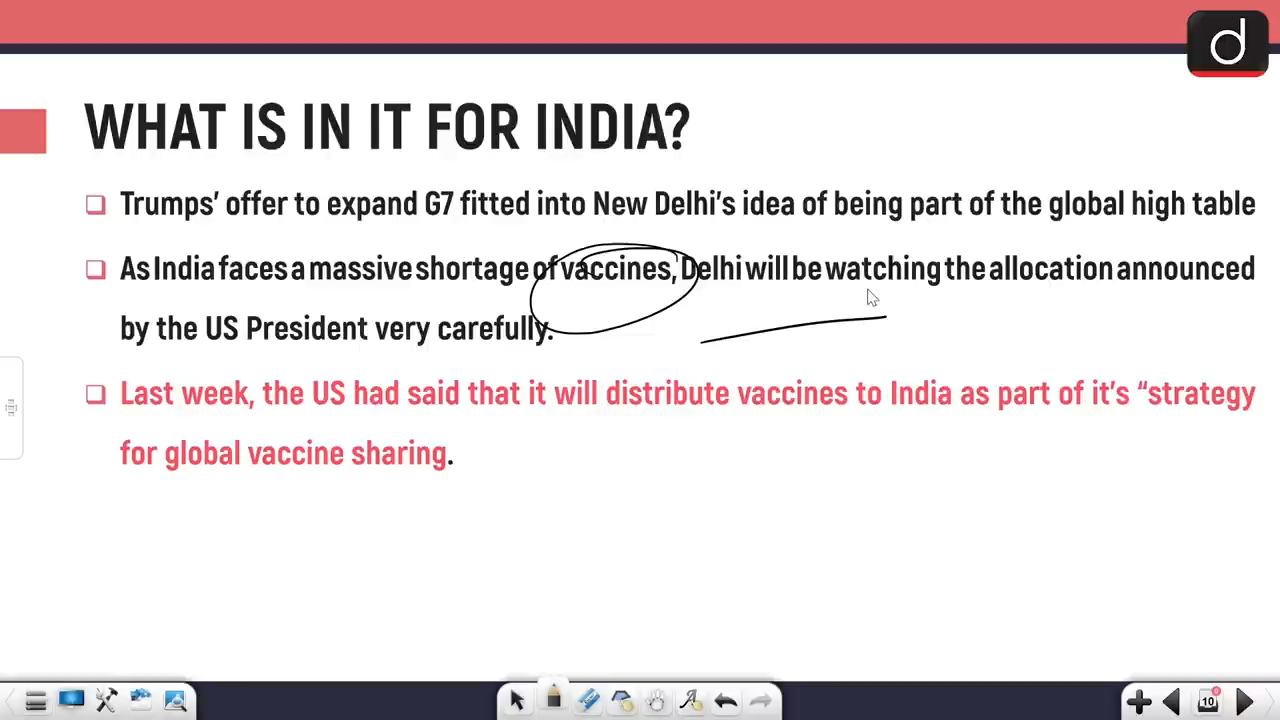 d
WHAT IS IN IT FOR INDIA?
Trumps’ offer to expand G7 fitted into New Delhi’s idea of being part of the global high table
As India faces a massive shortage of vaccines, Delhi will be watching the allocation announced
by the US President very carefully.
Last week, the US had said that it will distribute vaccines to India as part of it’s “strategy
for global vaccine sharing.
10